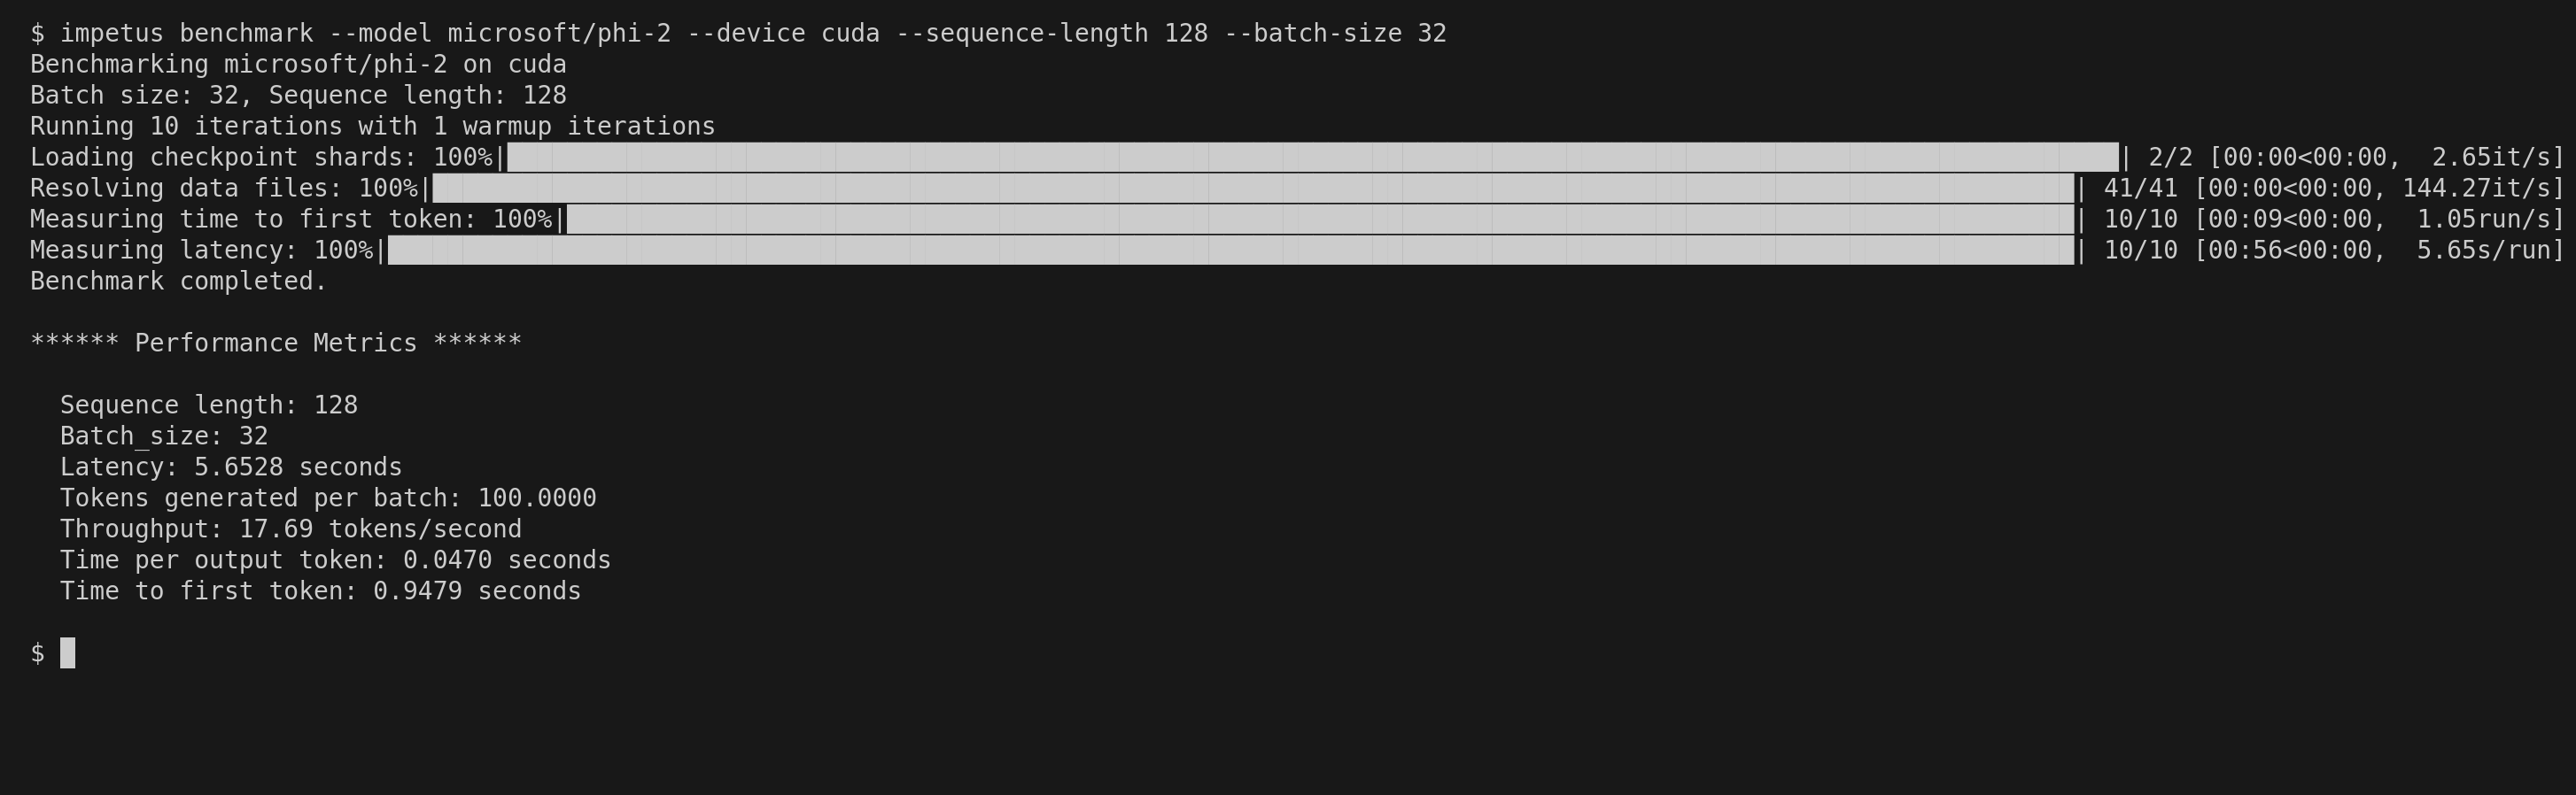 $ impetus benchmark --model microsoft/phi-2 --device cuda --sequence-length 128 --batch-size 32
Benchmarking microsoft/phi-2 on cuda
Batch size: 32, Sequence length: 128
Running 10 iterations with 1 warmup iterations
Loading checkpoint shards: 100%|| 2/2 [00:00<00:00,  2.65it/s]
Resolving data files: 100%|| 41/41 [00:00<00:00, 144.27it/s]
Measuring time to first token: 100%|| 10/10 [00:09<00:00,  1.05run/s]
Measuring latency: 100%|| 10/10 [00:56<00:00,  5.65s/run]
Benchmark completed.
****** Performance Metrics ******
Sequence length: 128
Batch_size: 32
Latency: 5.6528 seconds
Tokens generated per batch: 100.0000
Throughput: 17.69 tokens/second
Time per output token: 0.0470 seconds
Time to first token: 0.9479 seconds
$